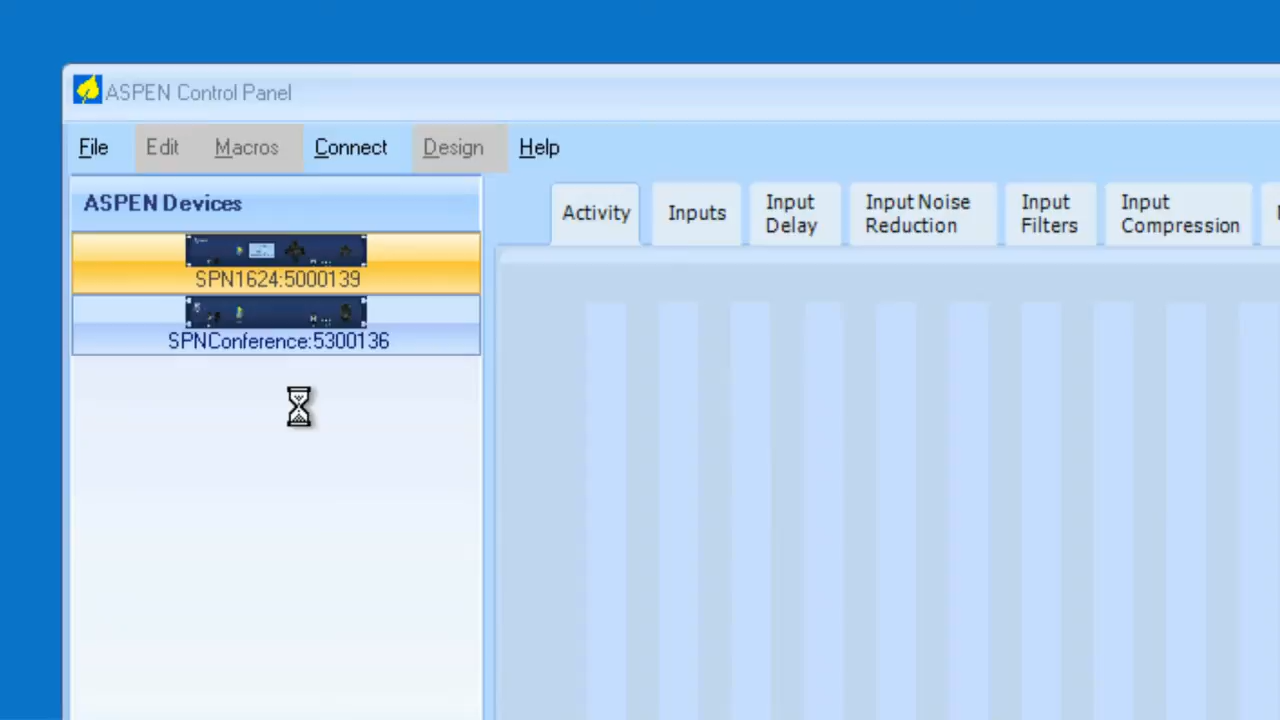 ASPEN Control Panel
File Edit Macros Connect Design Help
ASPEN Devices
SPN1624:5000139
SPNConference:5300136
Activity
Inputs
Input
Delay
Input Noise
Reduction
Input
Filters
Input
Compression